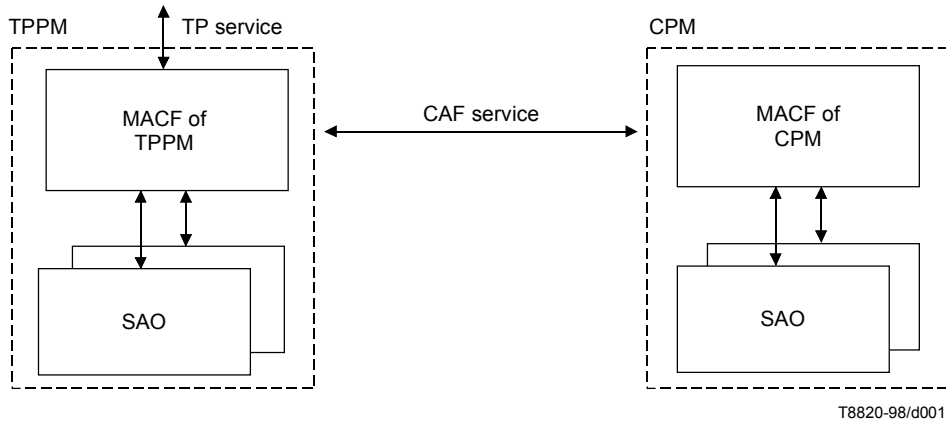 TPPM
TP service
CPM
MACF of
TPPM
CAF service
MACF of
CPM
SAO
SAO
T8820-98/d001